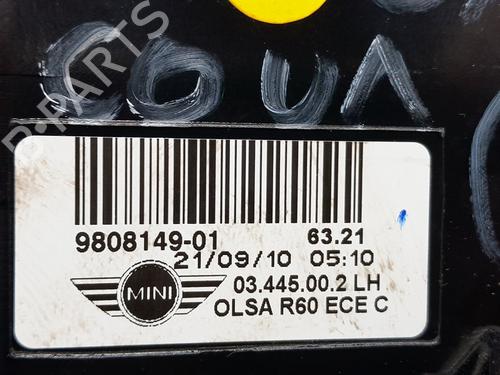 B-PARTS
9808149-01 63.21
21/09/10 05:10
MINI
03.445.00.2 LH
OLSA R60 ECE C